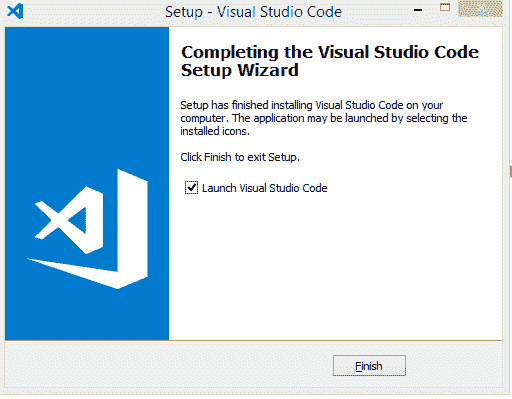 Setup - Visual Studio Code
Completing the Visual Studio Code
Setup Wizard
Setup has finished installing Visual Studio Code on your
computer. The application may be launched by selecting the
installed icons.
Click Finish to exit Setup.
Launch Visual Studio Code
Finish